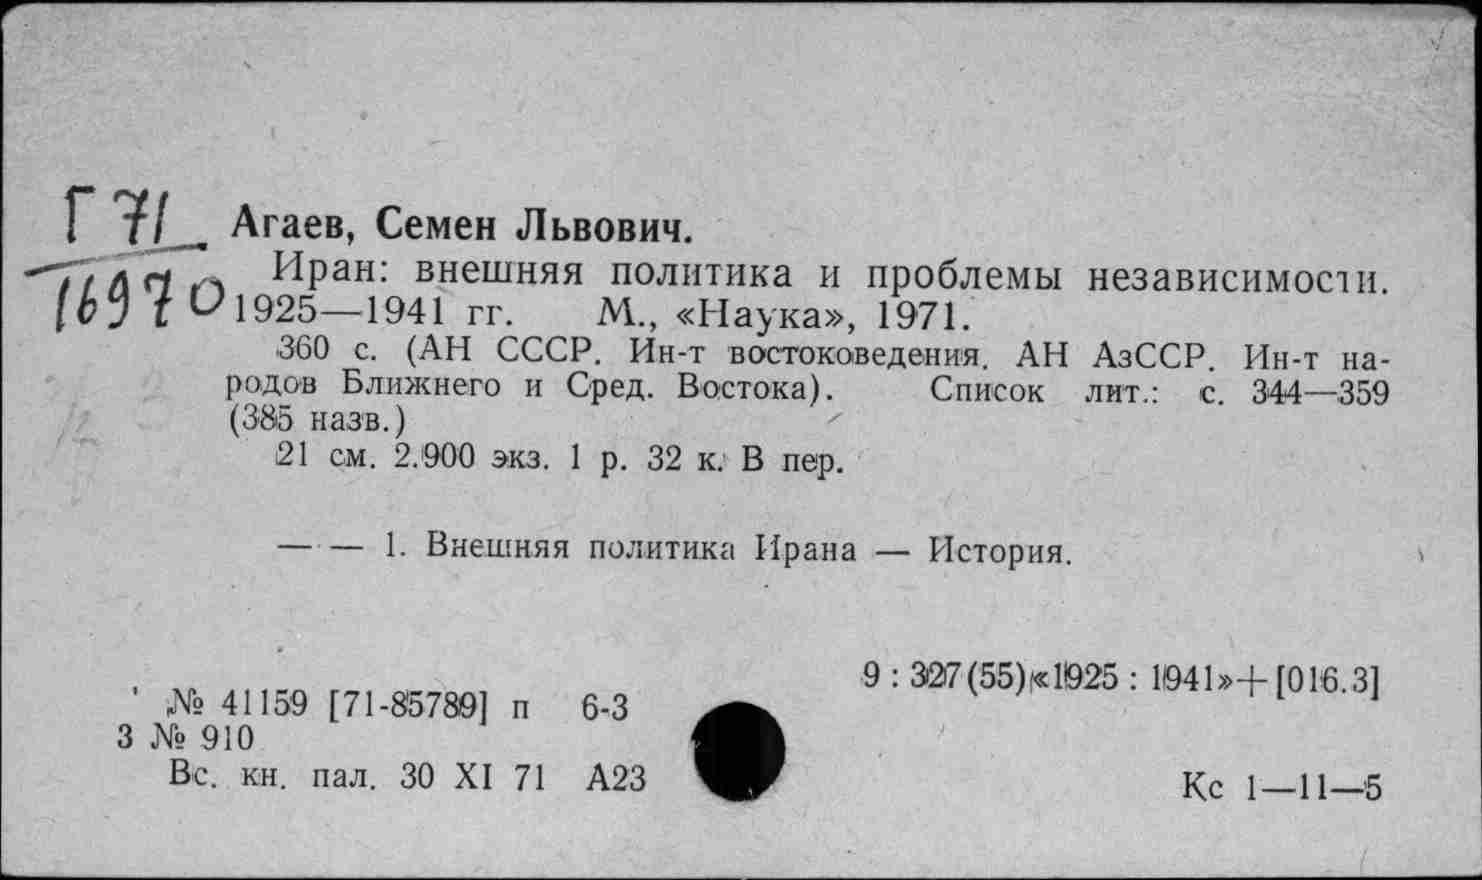 Г 71
16970
Агаев, Семен Львович.
Иран: внешняя политика и проблемы независимости.
1925—1941 гг. М., «Наука», 1971.
360 с. (АН СССР. Ин-т востоковедения. АН АзССР. Ин-т на-
родов Ближнего и Сред. Востока). Список лит.: с. 344—359
(385 назв.)
21 см. 2.900 экз. 1 р. 32 к. В пер.
— — 1. Внешняя политика Ирана — История.
9 : 327(55)«1925 : 1941»+[016.3]
№ 41159 [71-85789] п 6-3
З № 910
Вс. кн. пал. 30 XI 71 А23
Кс 1—11—5